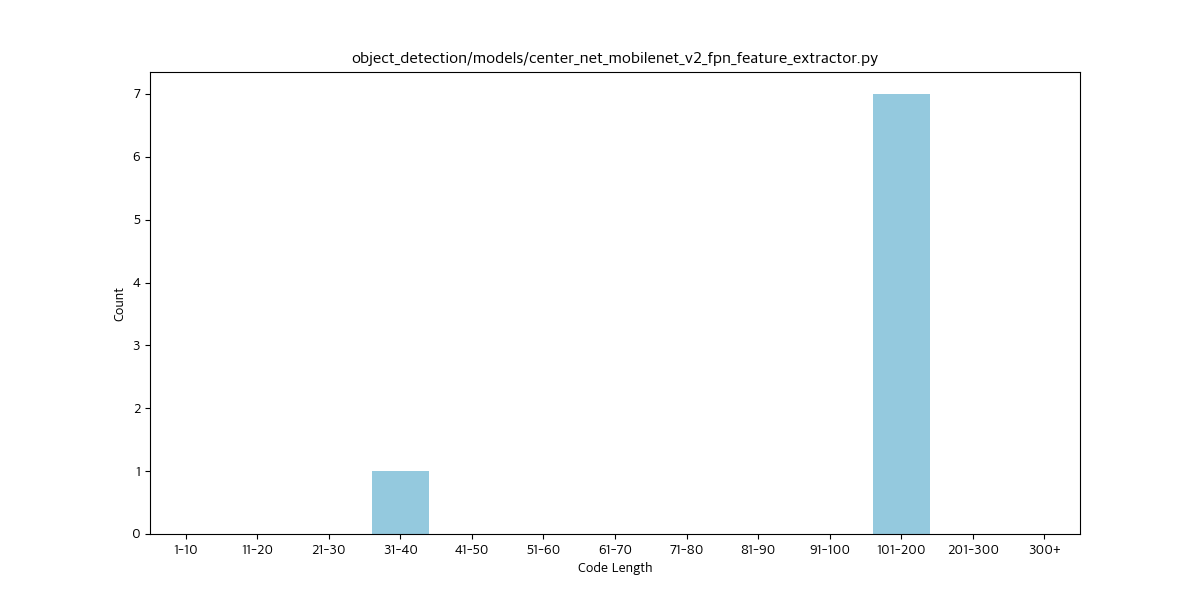 object_detection/models/center_net_mobilenet_v2_fpn_feature_extractor.py
Count
7
6
5
4
3
2
1
0
1-10 11-20 21-30 31-40 41-50 51-60 61-70 71-80 81-90 91-100 101-200 201-300 300+
Code Length